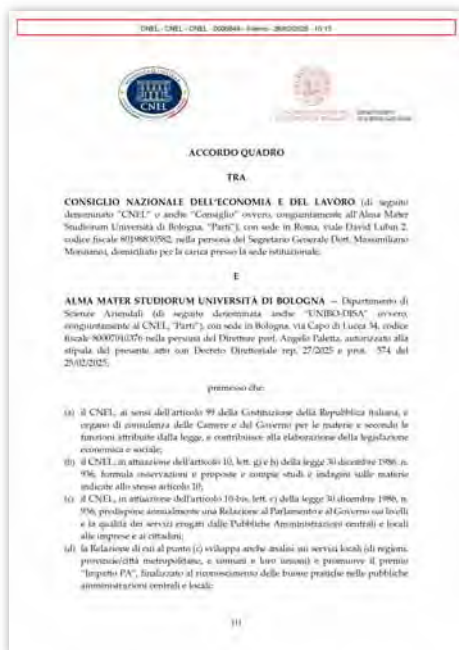 CNEL
ACCORDO QUADRO
TRA
CONSIGLIO NAZIONALE DELL'ECONOMIA E DEL LAVORO (di seguito
denominato "CNEL" o anche "Consiglio" ovvero, congiuntamente all'Alma Mater
Studiorum Università di Bologna, "Parti"), con sede in Roma, viale David Lubin 2,
codice fiscale 80198830582, nella persona del Segretario Generale Dott. Massimiliano
domiciliato per la carica presso la sede istituzionale;
E
ALMA MATER STUDIORUM UNIVERSITÀ DI BOLOGNA – Dipartimento di
Scienze Aziendali (di seguito denominata anche "UNIBO-DISA" ovvero,
congiuntamente al CNEL, "Parti"), con sede in Bologna, via Capo di Lucca 34, codice
fiscale 80007010376 nella persona del Direttore prof. Angelo Paletta, autorizzato alla
stipula del presente atto con Decreto Direttoriale rep. 27/2025 e prot. 574 del
25/02/2025;
premesso che:
(a) il CNEL, ai sensi dell'articolo 99 della Costituzione della Repubblica italiana, è
organo di consulenza delle Camere e del Governo per le materie e secondo le
funzioni attribuite dalla legge, e contribuisce alla elaborazione della legislazione
economica e sociale;
(b) il CNEL, in attuazione dell'articolo 10, lett. g) e h) della legge 30 dicembre 1986, n.
936, formula osservazioni e proposte e compie studi e indagini sulle materie
indicate allo stesso articolo 10;
(c) il CNEL, in attuazione dell'articolo 10-bis, lett. c) della legge 30 dicembre 1986, n.
936, predispone annualmente una Relazione al Parlamento e al Governo sui livelli
e la qualità dei servizi erogati dalle Pubbliche Amministrazioni centrali e locali
alle imprese e ai cittadini;
(d) la Relazione di cui al punto (c) sviluppa anche analisi sui servizi locali (di regioni,
province/città metropolitane, e comuni e loro unioni) e promuove il premio
"Impatto PA", finalizzato al riconoscimento delle buone pratiche nelle pubbliche
amministrazioni centrali e locali;